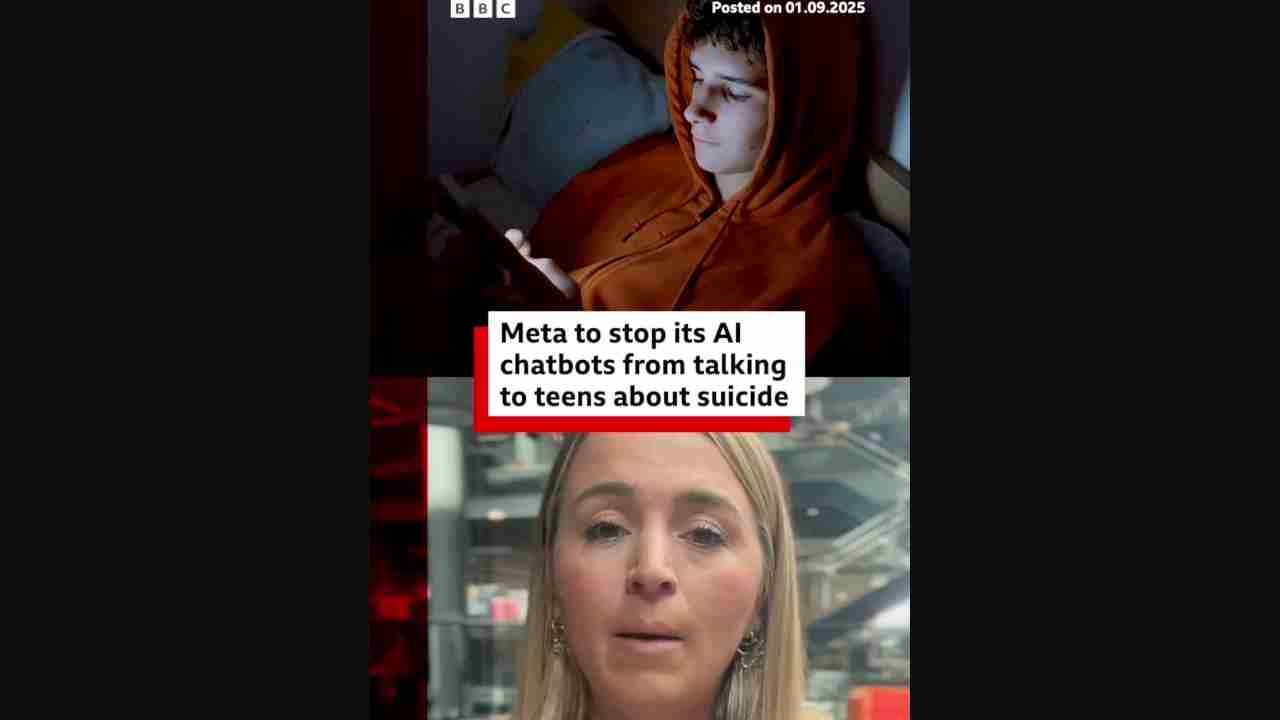 BBC
Posted on 01.09.2025
Meta to stop its AI
chatbots from talking
to teens about suicide